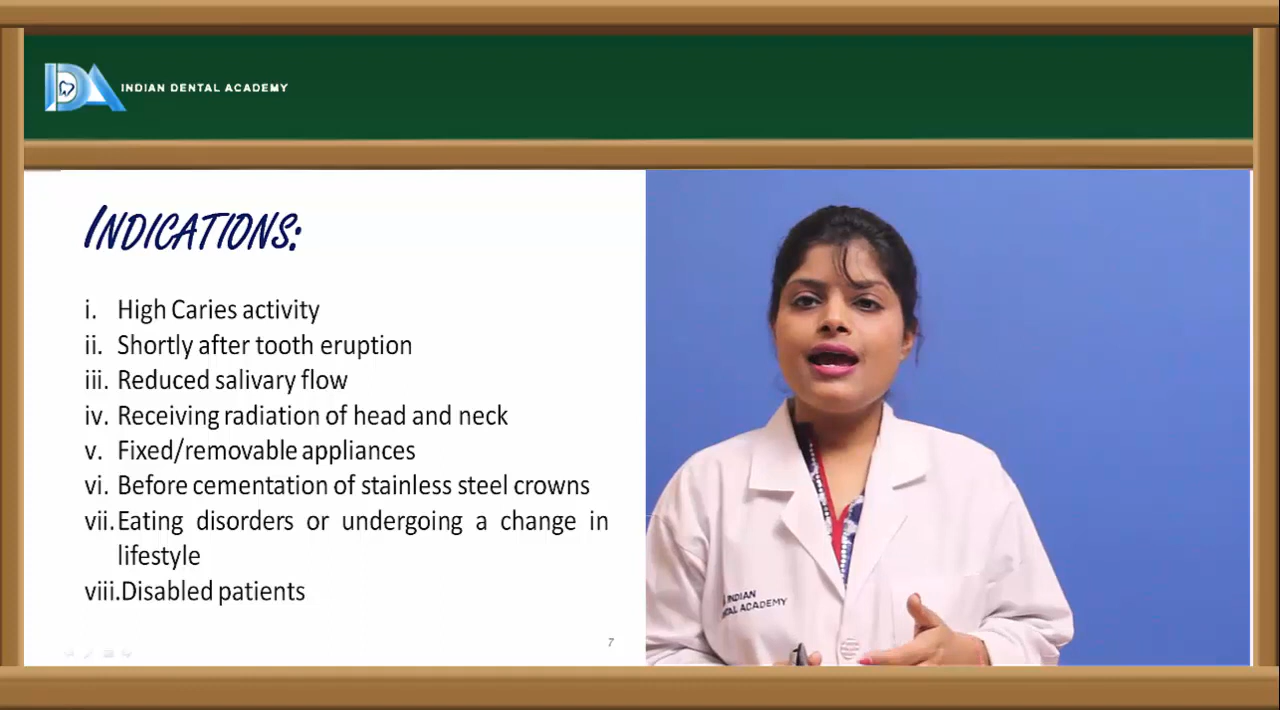 INDIAN DENTAL ACADEMY
INDICATIONS:
i. High Caries activity
ii. Shortly after tooth eruption
iii. Reduced salivary flow
iv. Receiving radiation of head and neck
v. Fixed/removable appliances
vi. Before cementation of stainless steel crowns
vii. Eating disorders or undergoing a change in
lifestyle
viii. Disabled patients
7
INDIAN
DENTAL ACADEMY